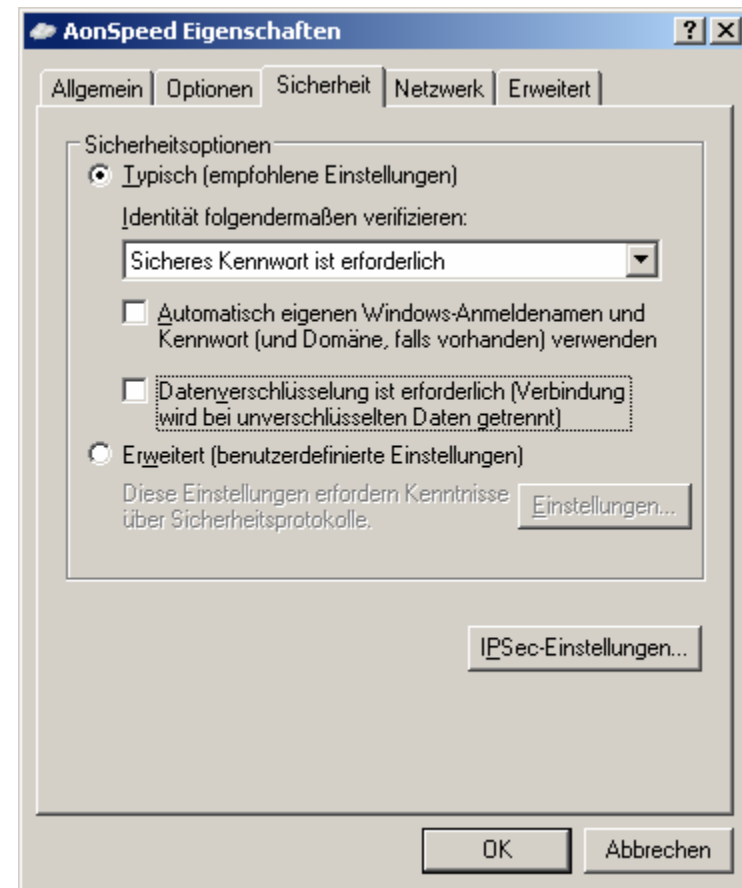 AonSpeed Eigenschaften
Allgemein Optionen Sicherheit Netzwerk Erweitert
Sicherheitsoptionen
Typisch (empfohlene Einstellungen)
Identität folgendermaßen verifizieren:
Sicheres Kennwort ist erforderlich
Automatisch eigenen Windows-Anmeldenamen und
Kennwort (und Domäne, falls vorhanden) verwenden
Datenverschlüsselung ist erforderlich (Verbindung
wird bei unverschlüsselten Daten getrennt)
Erweitert (benutzerdefinierte Einstellungen)
Diese Einstellungen erfordern Kenntnisse
über Sicherheitsprotokolle.
Einstellungen...
IPSec-Einstellungen...
OK Abbrechen